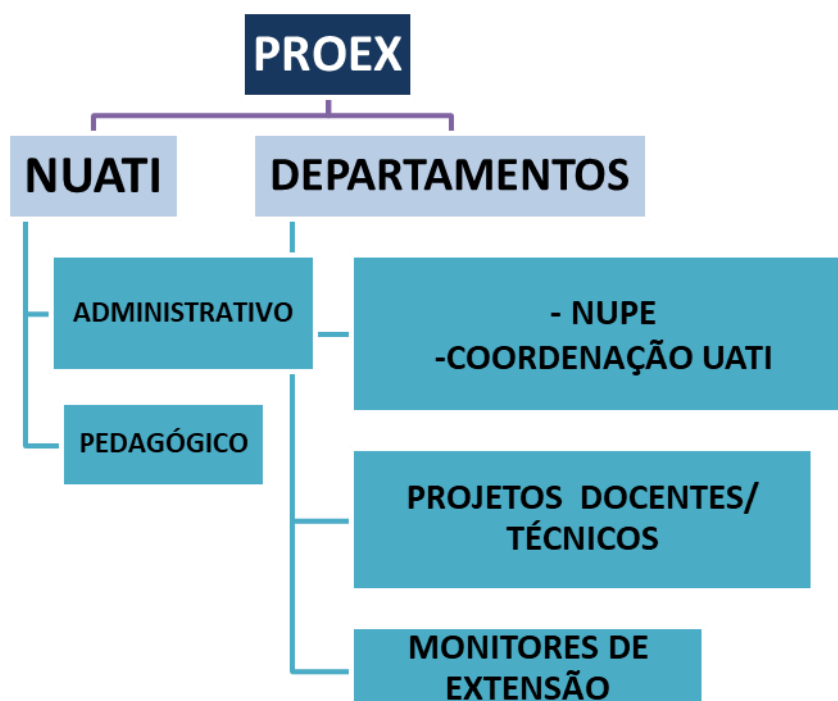 PROEX
NUATI
DEPARTAMENTOS
ADMINISTRATIVO
PEDAGÓGICO
- NUPE
-COORDENAÇÃO UATI
PROJETOS DOCENTES/
TÉCNICOS
MONITORES DE
EXTENSÃO